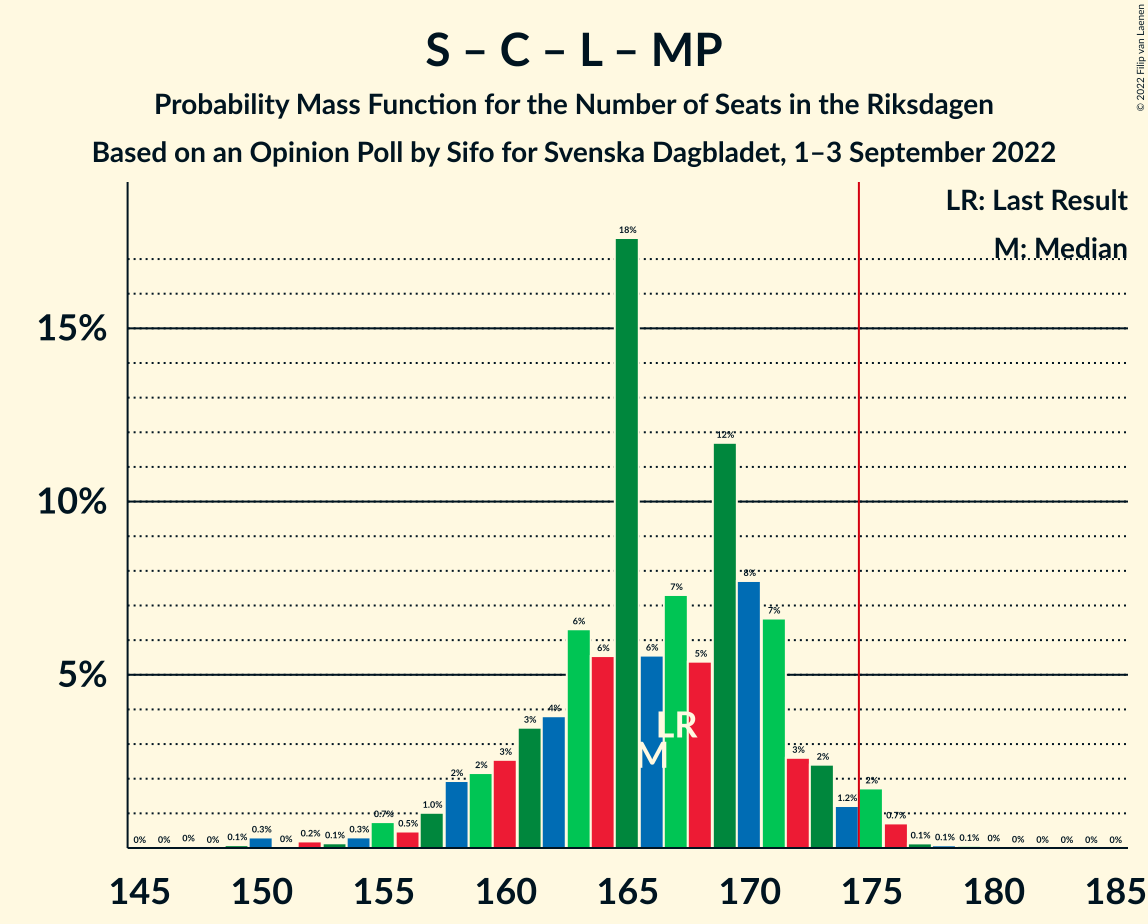 © 2022 Filip van Laenen
S – C – L – MP
Probability Mass Function for the Number of Seats in the Riksdagen
Based on an Opinion Poll by Sifo for Svenska Dagbladet, 1–3 September 2022
LR: Last Result
M: Median
15%
10%
5%
0% 0% 0% 0% 0.1% 0.3% 0% 0.2% 0.1% 0.3% 0.7% 0.5% 1.0% 2% 2% 3% 3% 4% 6% 6% 18% 6% 7% 5% 12% 8% 7% 3% 2% 1.2% 2% 0.7% 0.1% 0.1% 0.1% 0% 0% 0% 0% 0% 0%
LR
M
145 150 155 160 165 170 175 180 185